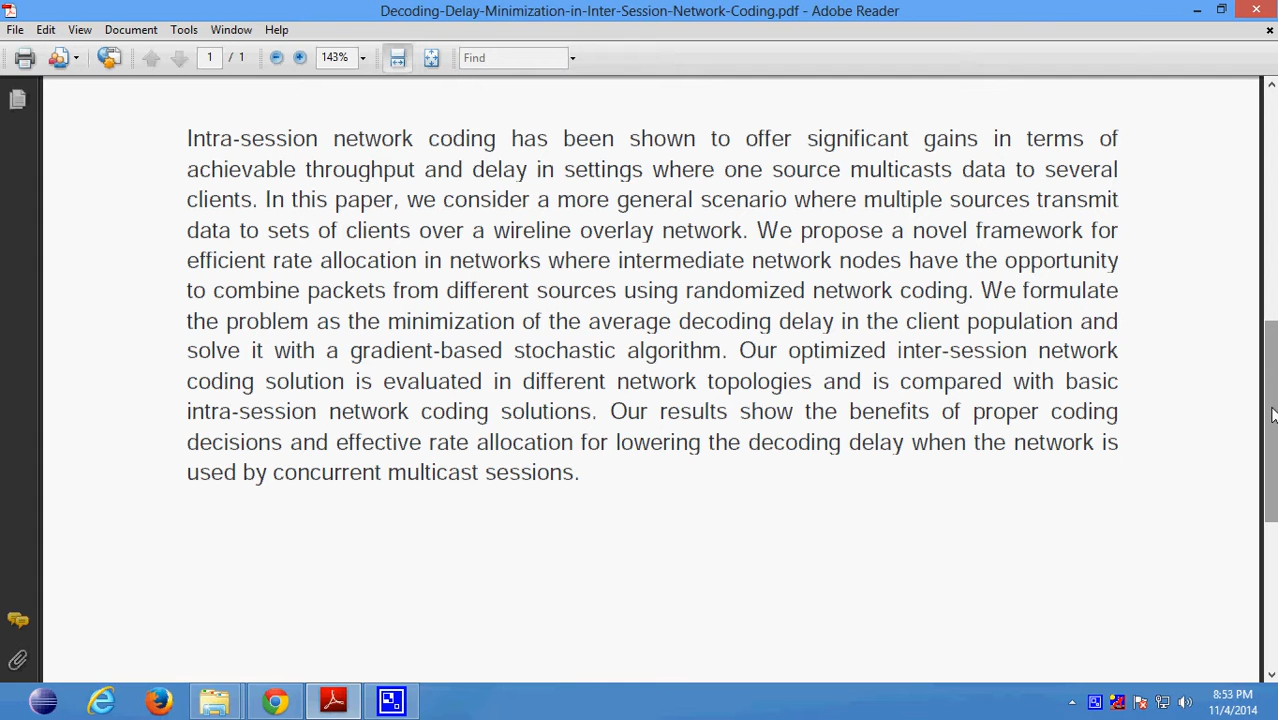 Decoding-Delay-Minimization-in-Inter-Session-Network-Coding.pdf - Adobe Reader
File Edit View Document Tools Window Help
1 / 1 143% Find
Intra-session network coding has been shown to offer significant gains in terms of
achievable throughput and delay in settings where one source multicasts data to several
clients. In this paper, we consider a more general scenario where multiple sources transmit
data to sets of clients over a wireline overlay network. We propose a novel framework for
efficient rate allocation in networks where intermediate network nodes have the opportunity
to combine packets from different sources using randomized network coding. We formulate
the problem as the minimization of the average decoding delay in the client population and
solve it with a gradient-based stochastic algorithm. Our optimized inter-session network
coding solution is evaluated in different network topologies and is compared with basic
intra-session network coding solutions. Our results show the benefits of proper coding
decisions and effective rate allocation for lowering the decoding delay when the network is
used by concurrent multicast sessions.
8:53 PM
11/4/2014